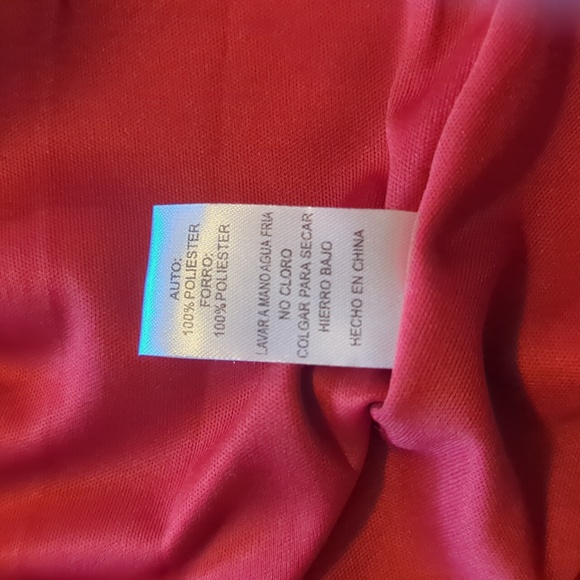 AUTO:
100% POLIESTER
FORRO:
100% POLIESTER
LAVAR A MANO AGUA FRIA
NO CLORO
COLGAR PARA SECAR
HIERRO BAJO
HECHO EN CHINA